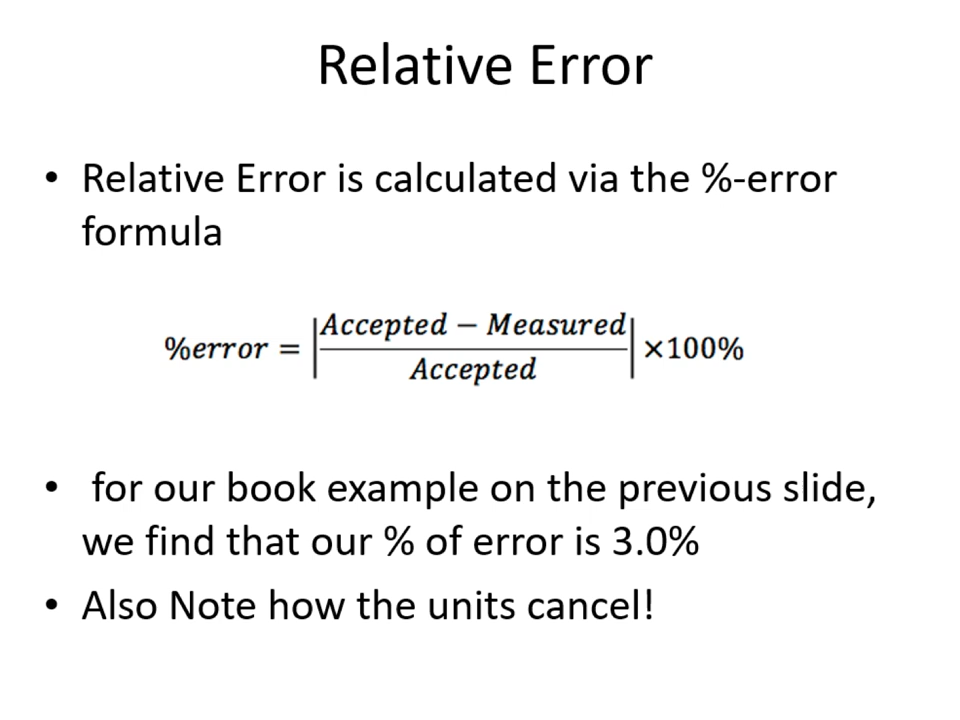 Relative Error
• Relative Error is calculated via the %-error
formula
%error = |Accepted − Measured / Accepted| ×100%
• for our book example on the previous slide,
we find that our % of error is 3.0%
• Also Note how the units cancel!